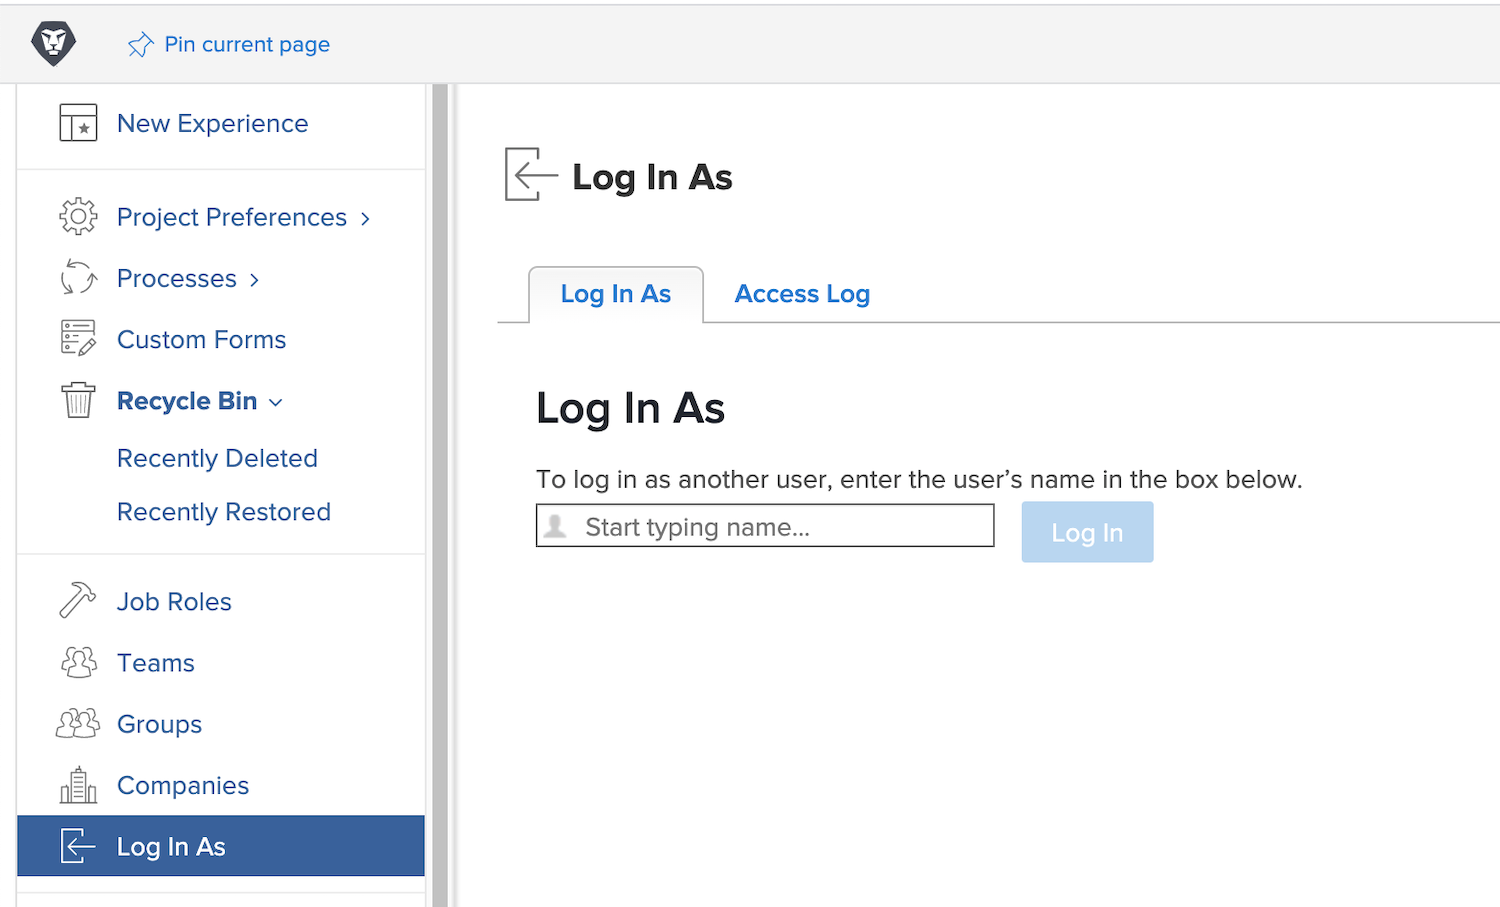 Pin current page
New Experience
Project Preferences
Processes
Custom Forms
Recycle Bin
Recently Deleted
Recently Restored
Job Roles
Teams
Groups
Companies
Log In As
Log In As
Log In As
Access Log
Log In As
To log in as another user, enter the user’s name in the box below.
Start typing name...
Log In